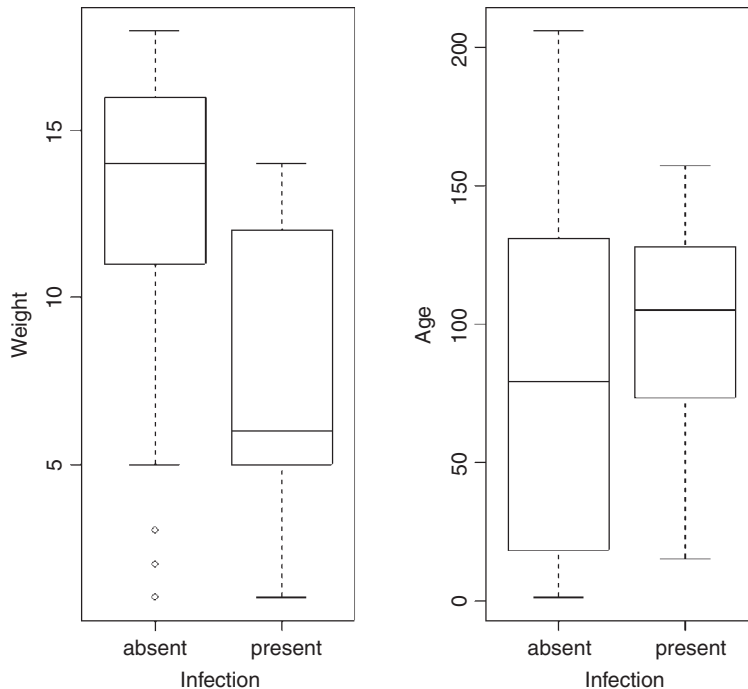 Weight
15
10
5
absent
present
Infection
Age
200
150
100
50
0
absent
present
Infection